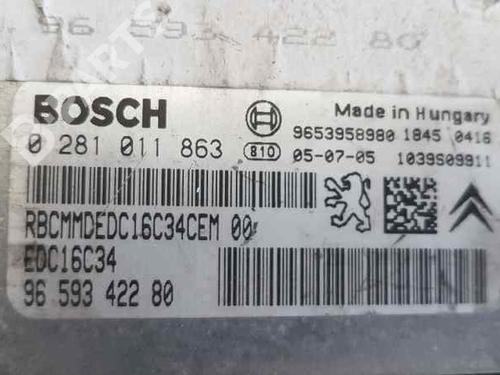 96 593 422 80
BOSCH
Made in Hungary
9653958980 1845 0416
0 281 011 863
810 05-07-05 1039S09911
RBCMMDEDC16C34CEM 00
EDC16C34
96 593 422 80